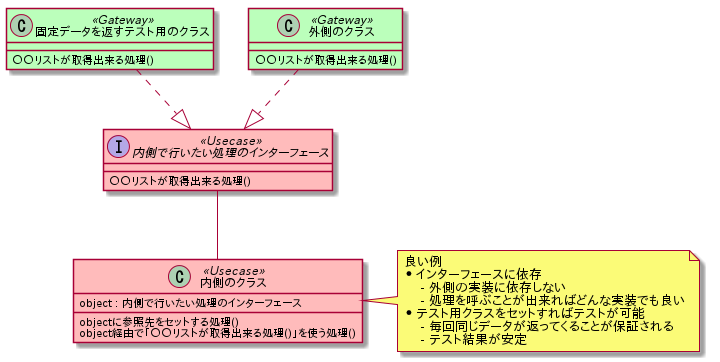 C
«Gateway»
固定データを返すテスト用のクラス
〇〇リストが取得出来る処理()
C
«Gateway»
外側のクラス
〇〇リストが取得出来る処理()
I
«Usecase»
内側で行いたい処理のインターフェース
〇〇リストが取得出来る処理()
C
«Usecase»
内側のクラス
object : 内側で行いたい処理のインターフェース
objectに参照先をセットする処理()
object経由で「〇〇リストが取得出来る処理()」を使う処理()
良い例
• インターフェースに依存
- 外側の実装に依存しない
- 処理を呼ぶことが出来ればどんな実装でも良い
• テスト用クラスをセットすればテストが可能
- 毎回同じデータが返ってくることが保証される
- テスト結果が安定